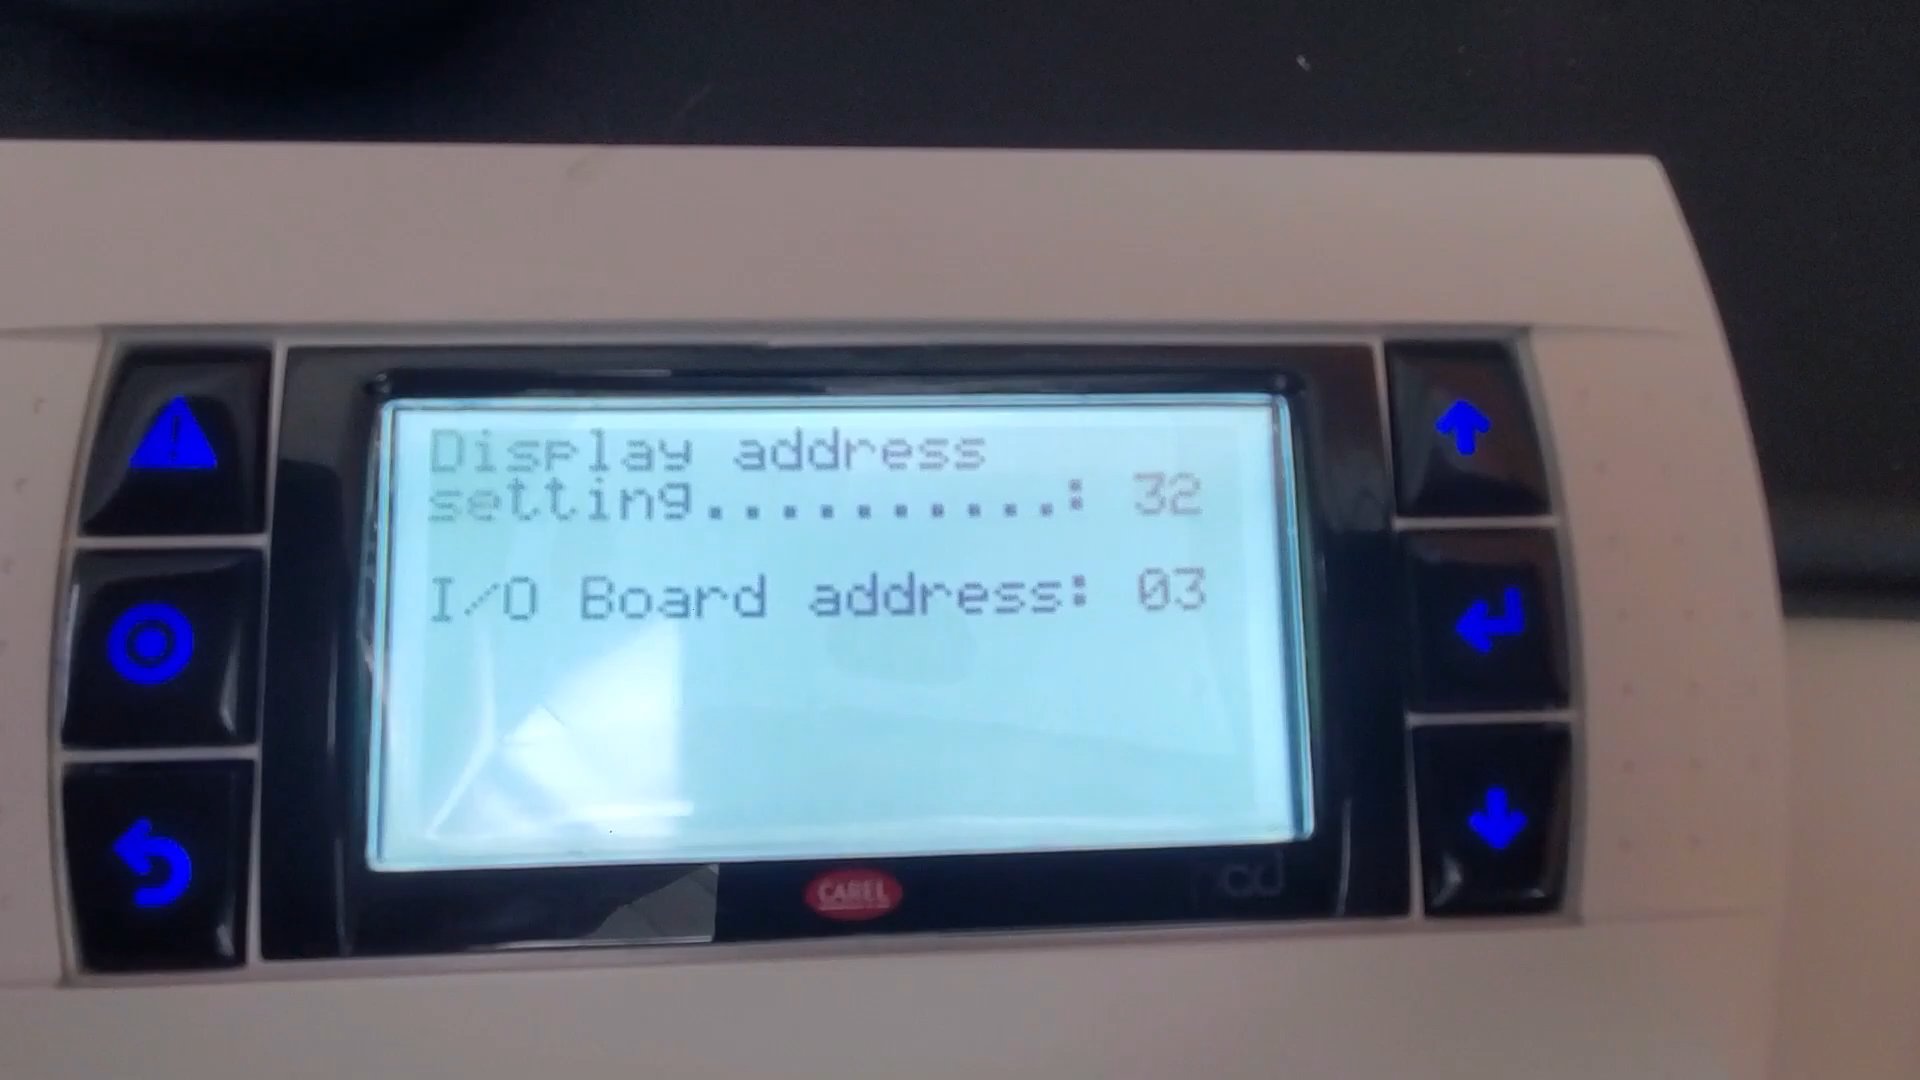 Display address
setting..........: 32
I/O Board address: 03
CAREL